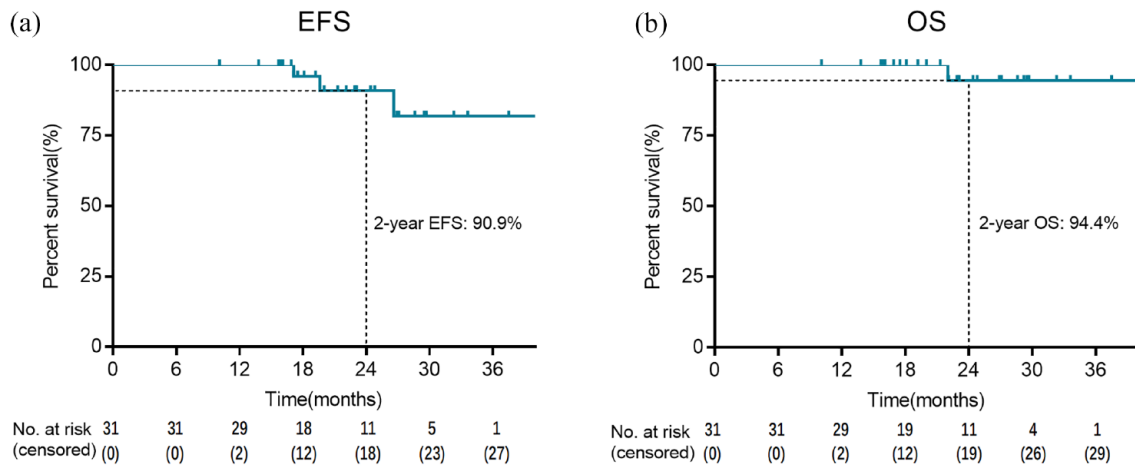 (a)
EFS
Percent survival(%)
100
75
50
25
0
2-year EFS: 90.9%
0 6 12 18 24 30 36
Time(months)
No. at risk 31 31 29 18 11 5 1
(censored) (0) (0) (2) (12) (18) (23) (27)
(b)
OS
Percent survival(%)
100
75
50
25
0
2-year OS: 94.4%
0 6 12 18 24 30 36
Time(months)
No. at risk 31 31 29 19 11 4 1
(censored) (0) (0) (2) (12) (19) (26) (29)